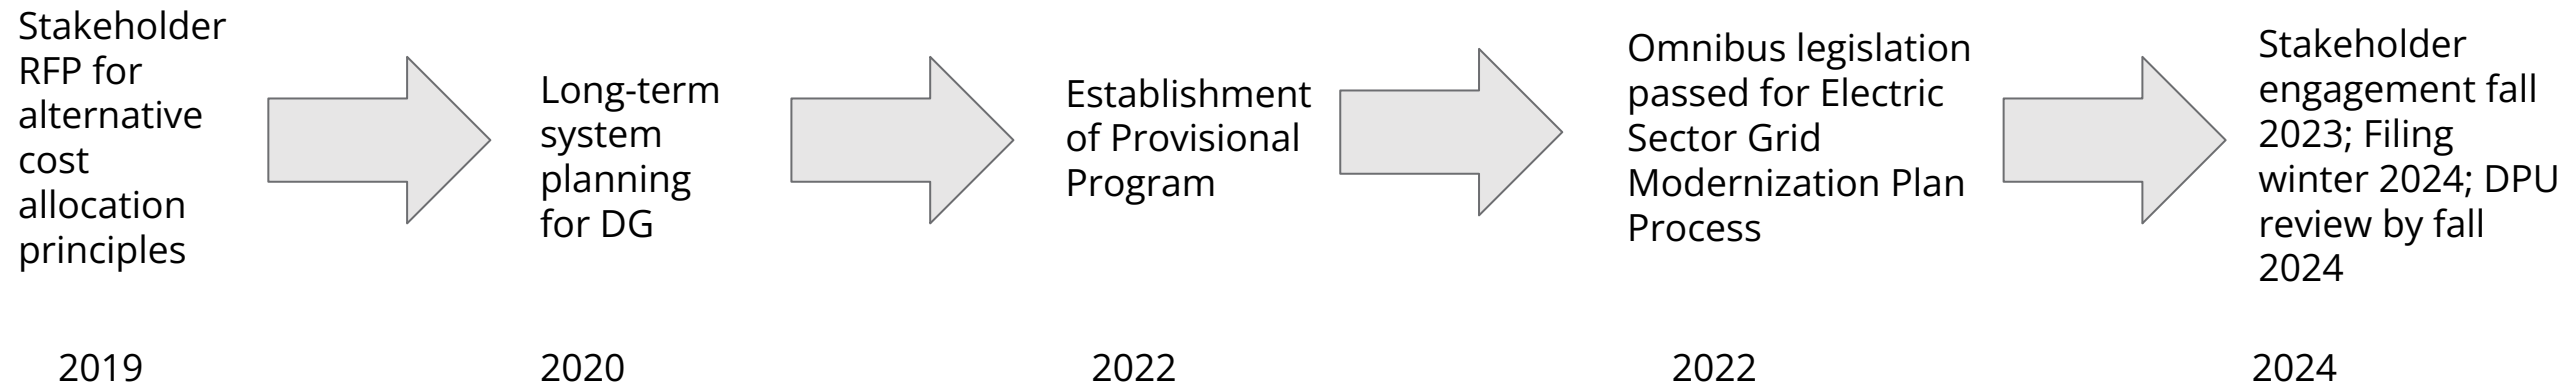 Stakeholder
RFP for
alternative
cost
allocation
principles
Long-term
system
planning
for DG
Establishment
of Provisional
Program
Omnibus legislation
passed for Electric
Sector Grid
Modernization Plan
Process
Stakeholder
engagement fall
2023; Filing
winter 2024; DPU
review by fall
2024
2019
2020
2022
2022
2024